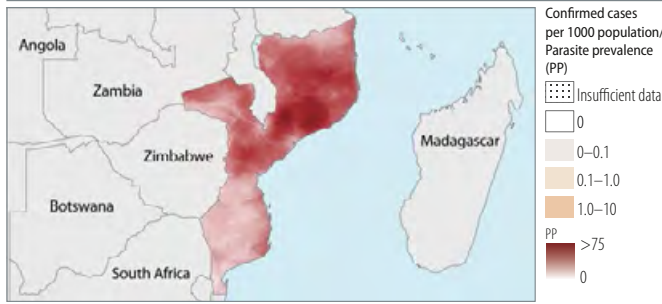 Angola
Zambia
Zimbabwe
Botswana
South Africa
Madagascar
Confirmed cases
per 1000 population/
Parasite prevalence
(PP)
Insufficient data
0
0–0.1
0.1–1.0
1.0–10
PP
>75
0